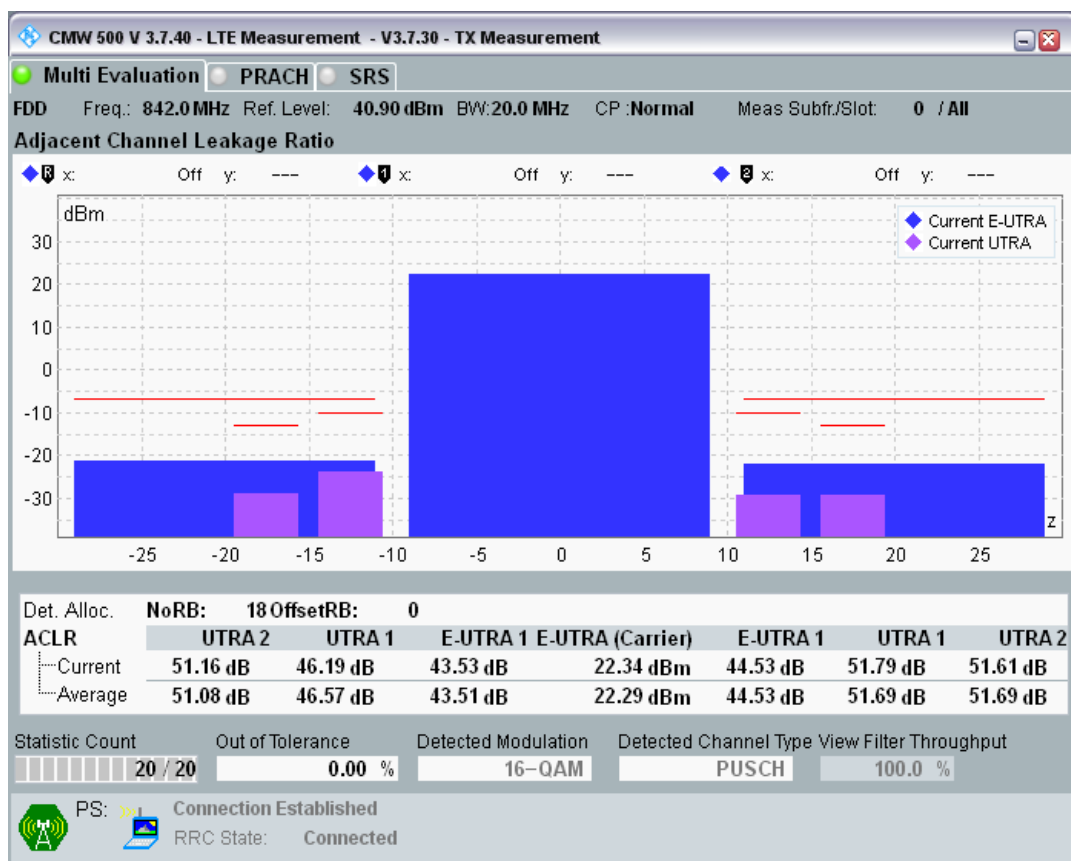 CMW 500 V 3.7.40 - LTE Measurement - V3.7.30 - TX Measurement
Multi Evaluation PRACH SRS
FDD Freq.: 842.0 MHz Ref. Level: 40.90 dBm BW:20.0 MHz CP :Normal Meas Subfr./Slot: 0 / All
Adjacent Channel Leakage Ratio
R x: Off y: --- 1 x: Off y: --- 2 x: Off y: ---
dBm
Current E-UTRA
Current UTRA
30
20
10
0
-10
-20
-30
z
-25 -20 -15 -10 -5 0 5 10 15 20 25
Det. Alloc. NoRB: 18 OffsetRB: 0
ACLR UTRA 2 UTRA 1 E-UTRA 1 E-UTRA (Carrier) E-UTRA 1 UTRA 1 UTRA 2
Current 51.16 dB 46.19 dB 43.53 dB 22.34 dBm 44.53 dB 51.79 dB 51.61 dB
Average 51.08 dB 46.57 dB 43.51 dB 22.29 dBm 44.53 dB 51.69 dB 51.69 dB
Statistic Count Out of Tolerance Detected Modulation Detected Channel Type View Filter Throughput
20 / 20 0.00 % 16-QAM PUSCH 100.0 %
PS: Connection Established
RRC State: Connected